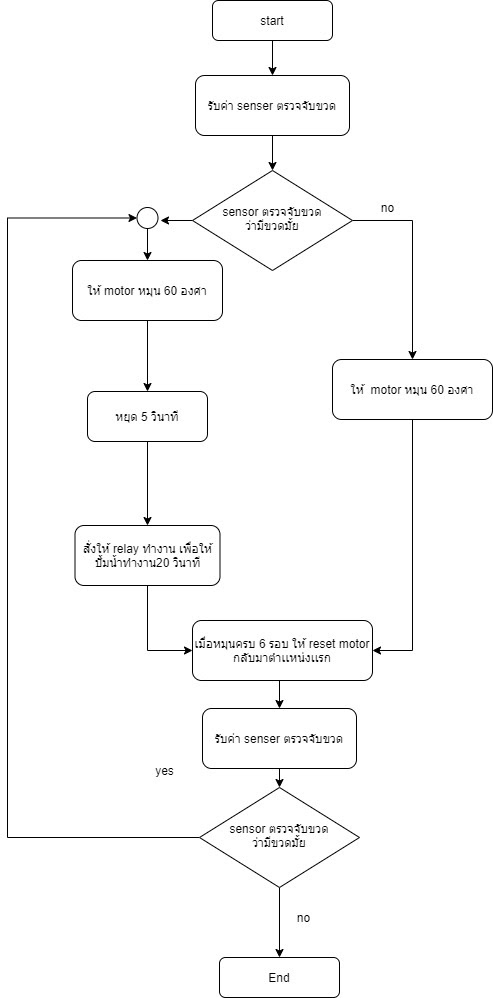 start
รับค่า senser ตรวจจับขวด
sensor ตรวจจับขวด
ว่ามีขวดมั้ย
no
ให้ motor หมุน 60 องศา
ให้ motor หมุน 60 องศา
หยุด 5 วินาที
สั่งให้ relay ทำงาน เพื่อให้
ปั้มน้ำทำงาน20 วินาที
เมื่อหมุนครบ 6 รอบ ให้ reset motor
กลับมาตำแหน่งแรก
รับค่า senser ตรวจจับขวด
yes
sensor ตรวจจับขวด
ว่ามีขวดมั้ย
no
End